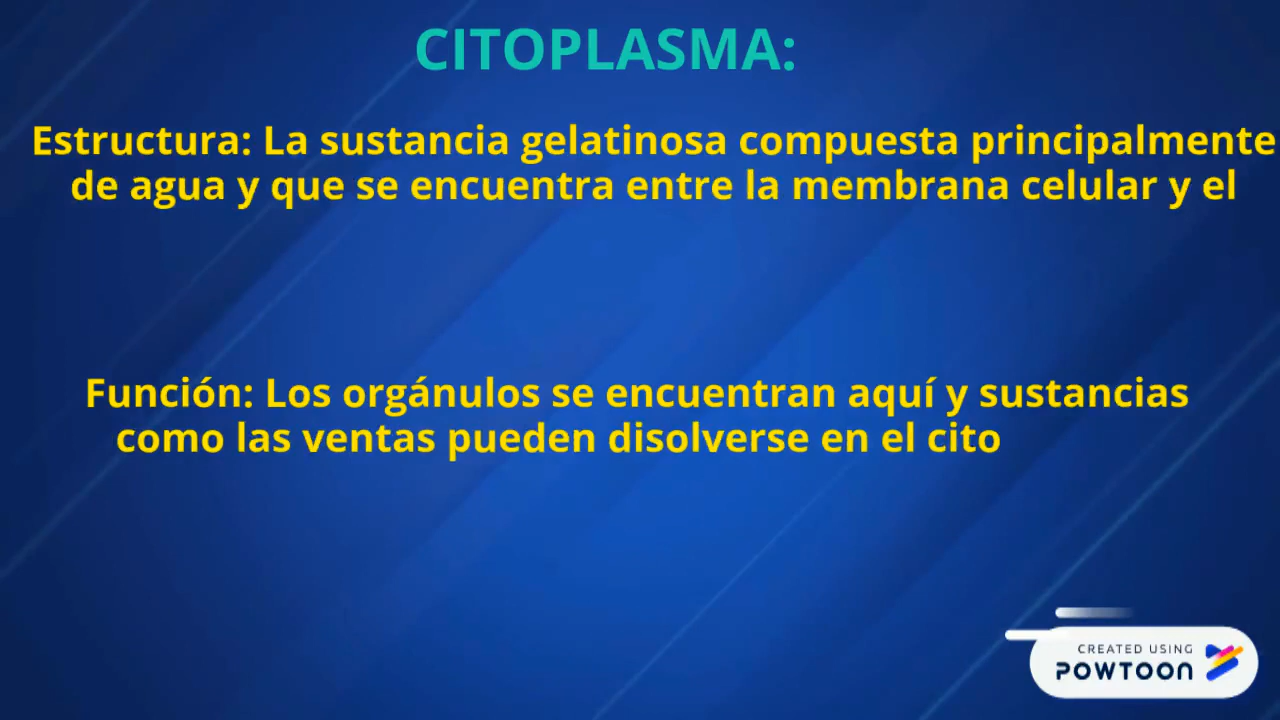 CITOPLASMA:
Estructura: La sustancia gelatinosa compuesta principalmente
de agua y que se encuentra entre la membrana celular y el
Función: Los orgánulos se encuentran aquí y sustancias
como las ventas pueden disolverse en el cito
CREATED USING
POWTOON